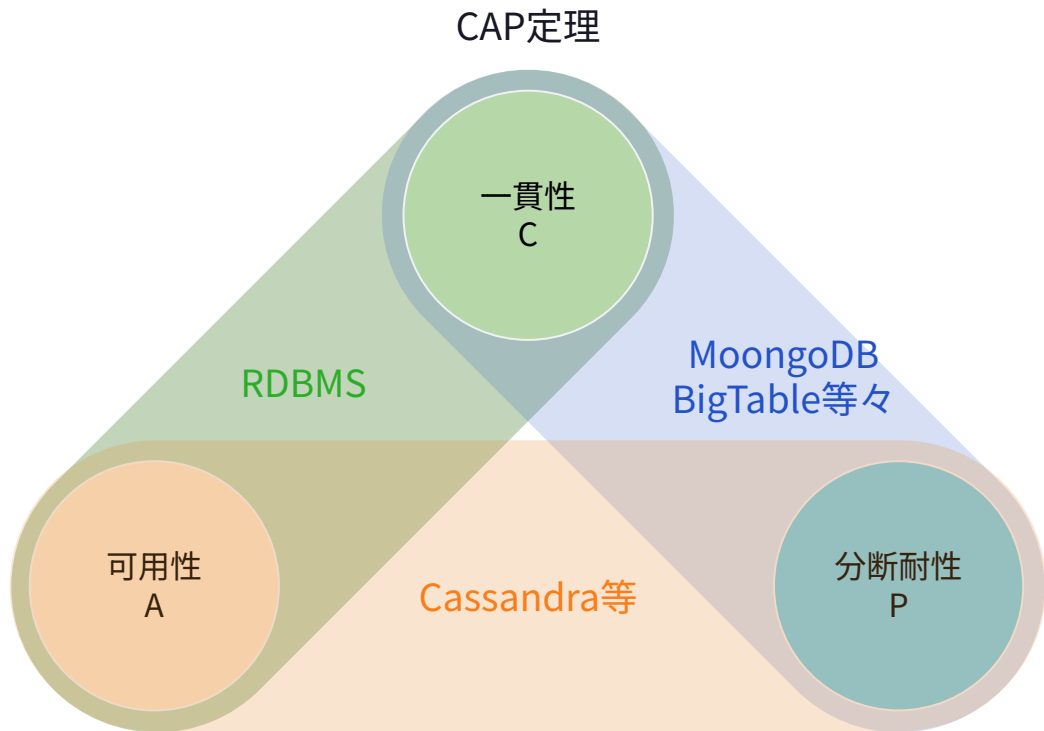 CAP定理
一貫性
C
RDBMS
MoongoDB
BigTable等々
可用性
A
Cassandra等
分断耐性
P